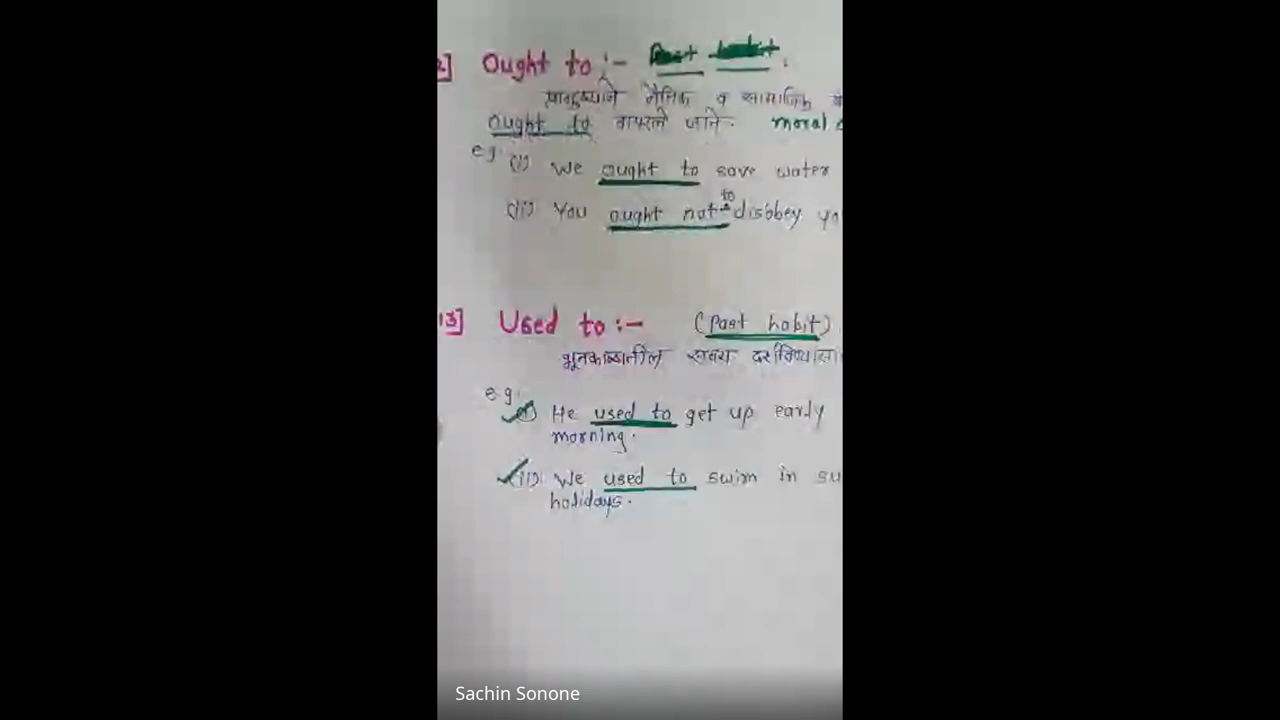 2] Ought to :-
नैतिक व सामाजिक
ought to वापरले जाते. moral
e.g. (i) We ought to save water
(ii) You ought not to disobey yo
13] Used to :- (Past habit)
भूतकाळातील सवय दर्शविण्यासा
e.g.
(i) He used to get up early
morning.
(ii) We used to swim in su
holidays.
Sachin Sonone